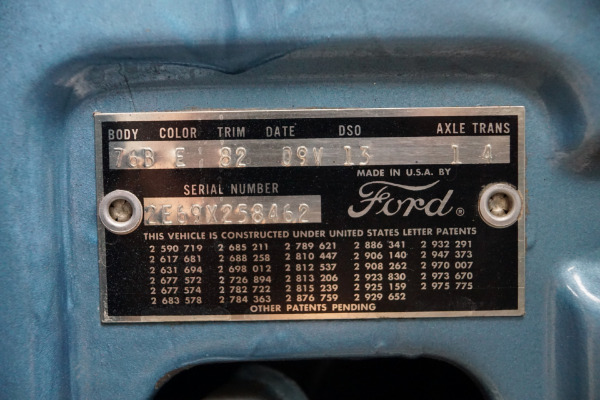 BODY COLOR TRIM DATE DSO AXLE TRANS
76B E 82 09V 13 1 4
MADE IN U.S.A. BY
SERIAL NUMBER
Ford®
2E69X258462
THIS VEHICLE IS CONSTRUCTED UNDER UNITED STATES LETTER PATENTS
2 590 719 2 685 211 2 789 621 2 886 341 2 932 291
2 617 681 2 688 258 2 810 447 2 906 140 2 947 373
2 631 694 2 698 012 2 812 537 2 908 262 2 970 007
2 677 572 2 726 894 2 813 206 2 923 830 2 973 670
2 677 574 2 782 722 2 815 239 2 925 159 2 975 775
2 683 578 2 784 363 2 876 759 2 929 652
OTHER PATENTS PENDING